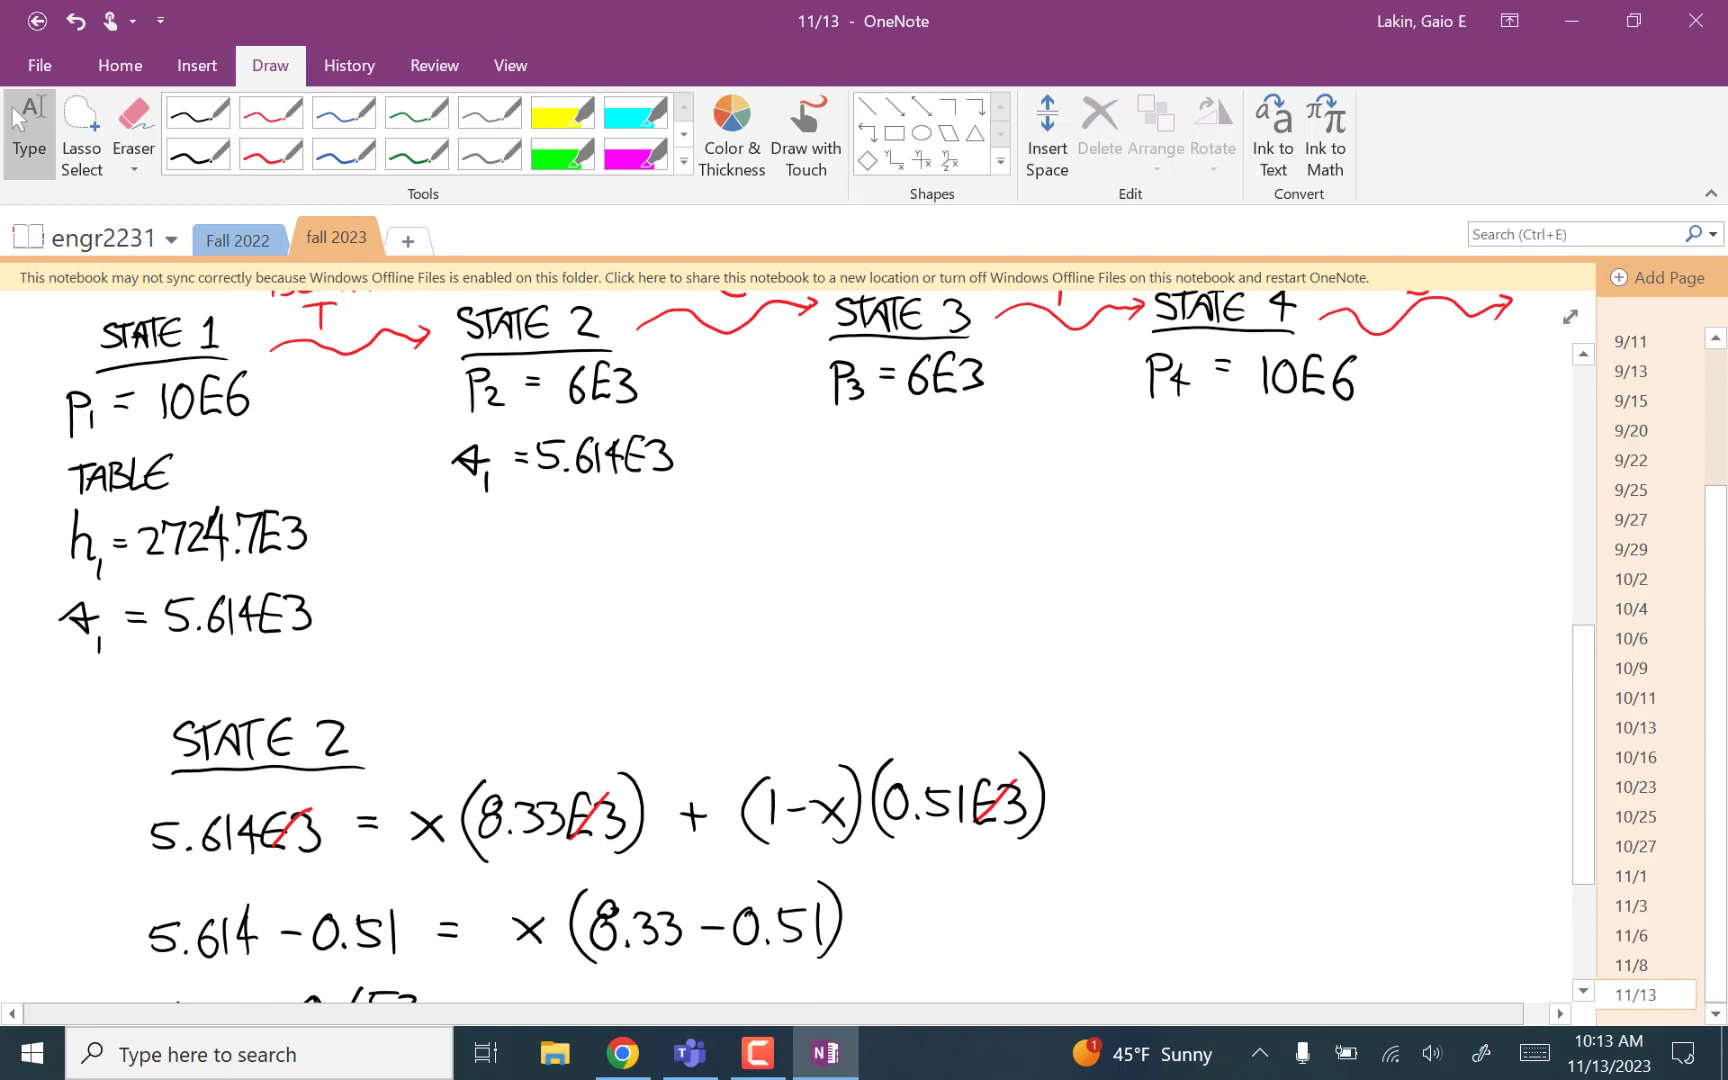 11/13 - OneNote
Lakin, Gaio E
File Home Insert Draw History Review View
Type
Lasso Select
Eraser
Color & Thickness
Draw with Touch
Insert Space
Delete
Arrange
Rotate
Ink to Text
Ink to Math
Tools
Shapes
Edit
Convert
engr2231
Fall 2022
fall 2023
Search (Ctrl+E)
This notebook may not sync correctly because Windows Offline Files is enabled on this folder. Click here to share this notebook to a new location or turn off Windows Offline Files on this notebook and restart OneNote.
Add Page
T
STATE 1
STATE 2
STATE 3
STATE 4
P1 = 10E6
P2 = 6E3
P3 = 6E3
P4 = 10E6
TABLE
s1 = 5.614E3
h1 = 2724.7E3
s1 = 5.614E3
STATE 2
5.614E3 = x(8.33E3) + (1-x)(0.51E3)
5.614 - 0.51 = x(8.33 - 0.51)
9/11
9/13
9/15
9/20
9/22
9/25
9/27
9/29
10/2
10/4
10/6
10/9
10/11
10/13
10/16
10/23
10/25
10/27
11/1
11/3
11/6
11/8
11/13
Type here to search
45°F Sunny
10:13 AM
11/13/2023